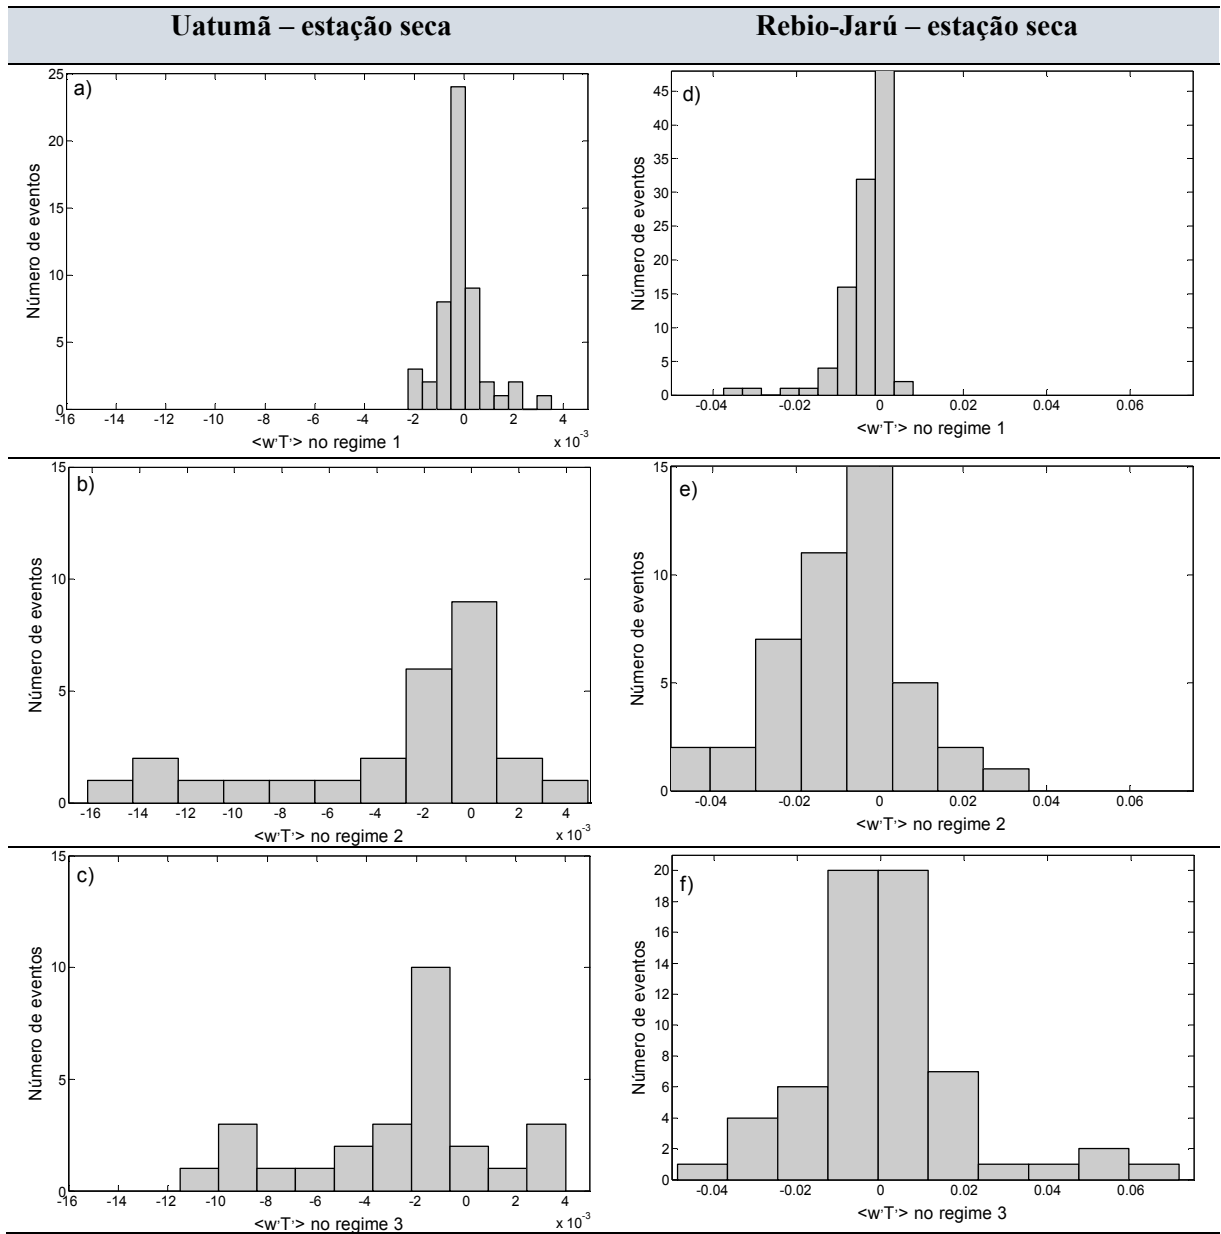 Uatumã – estação seca
Rebio-Jarú – estação seca
a)
Número de eventos
25
20
15
10
5
0
-16 -14 -12 -10 -8 -6 -4 -2 0 2 4
x 10-3
<w'T'> no regime 1
d)
Número de eventos
45
40
35
30
25
20
15
10
5
0
-0.04 -0.02 0 0.02 0.04 0.06
<w'T'> no regime 1
b)
Número de eventos
15
10
5
0
-16 -14 -12 -10 -8 -6 -4 -2 0 2 4
x 10-3
<w'T'> no regime 2
e)
Número de eventos
15
10
5
0
-0.04 -0.02 0 0.02 0.04 0.06
<w'T'> no regime 2
c)
Número de eventos
15
10
5
0
-16 -14 -12 -10 -8 -6 -4 -2 0 2 4
x 10-3
<w'T'> no regime 3
f)
Número de eventos
20
18
16
14
12
10
8
6
4
2
0
-0.04 -0.02 0 0.02 0.04 0.06
<w'T'> no regime 3